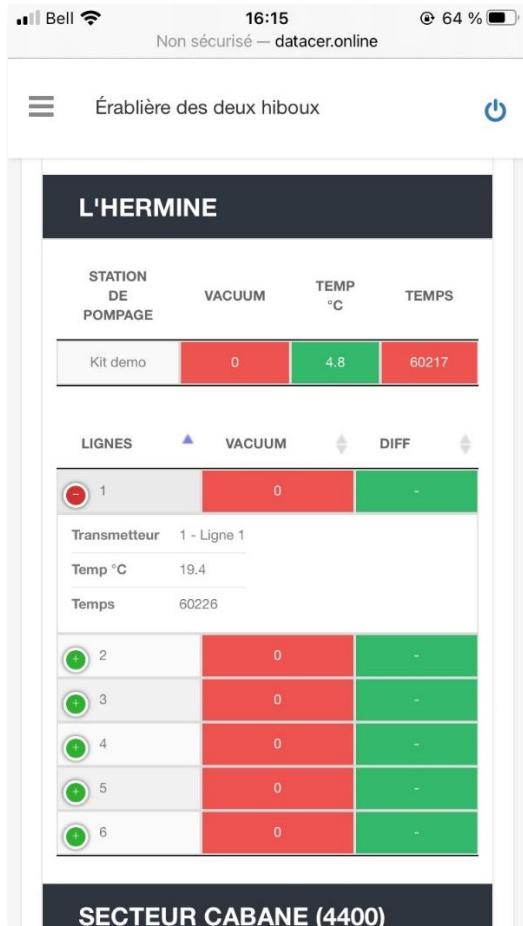 Bell 16:15 64 %
Non sécurisé — datacer.online
Érablière des deux hiboux
L'HERMINE
STATION DE POMPAGE VACUUM TEMP °C TEMPS
Kit demo 0 4.8 60217
LIGNES VACUUM DIFF
1 0 -
Transmetteur 1 - Ligne 1
Temp °C 19.4
Temps 60226
2 0 -
3 0 -
4 0 -
5 0 -
6 0 -
SECTEUR CABANE (4400)